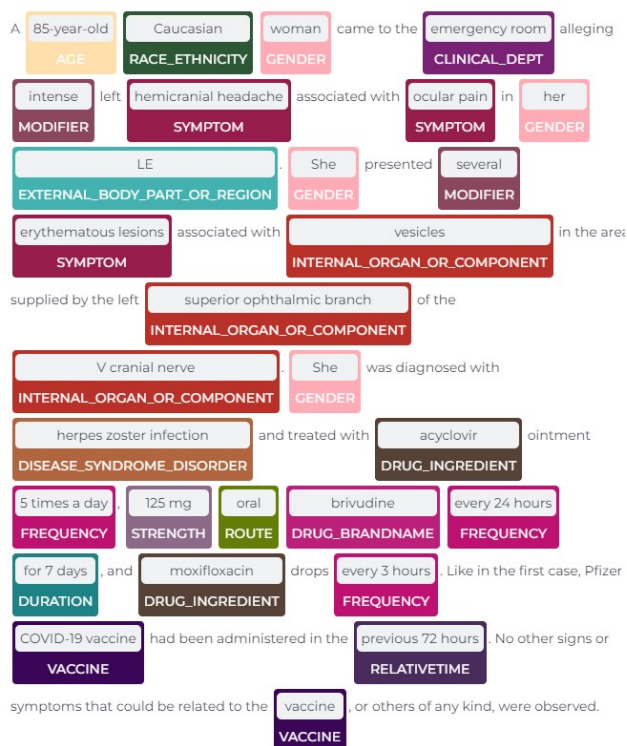 A 85-year-old Caucasian woman came to the emergency room alleging
AGE RACE_ETHNICITY GENDER CLINICAL_DEPT
intense left hemicranial headache associated with ocular pain in her
MODIFIER SYMPTOM SYMPTOM GENDER
LE . She presented several
EXTERNAL_BODY_PART_OR_REGION GENDER MODIFIER
erythematous lesions associated with vesicles in the area
SYMPTOM INTERNAL_ORGAN_OR_COMPONENT
supplied by the left superior ophthalmic branch of the
INTERNAL_ORGAN_OR_COMPONENT
V cranial nerve . She was diagnosed with
INTERNAL_ORGAN_OR_COMPONENT GENDER
herpes zoster infection and treated with acyclovir ointment
DISEASE_SYNDROME_DISORDER DRUG_INGREDIENT
5 times a day , 125 mg oral brivudine every 24 hours
FREQUENCY STRENGTH ROUTE DRUG_BRANDNAME FREQUENCY
for 7 days , and moxifloxacin drops every 3 hours . Like in the first case, Pfizer
DURATION DRUG_INGREDIENT FREQUENCY
COVID-19 vaccine had been administered in the previous 72 hours . No other signs or
VACCINE RELATIVETIME
symptoms that could be related to the vaccine , or others of any kind, were observed.
VACCINE